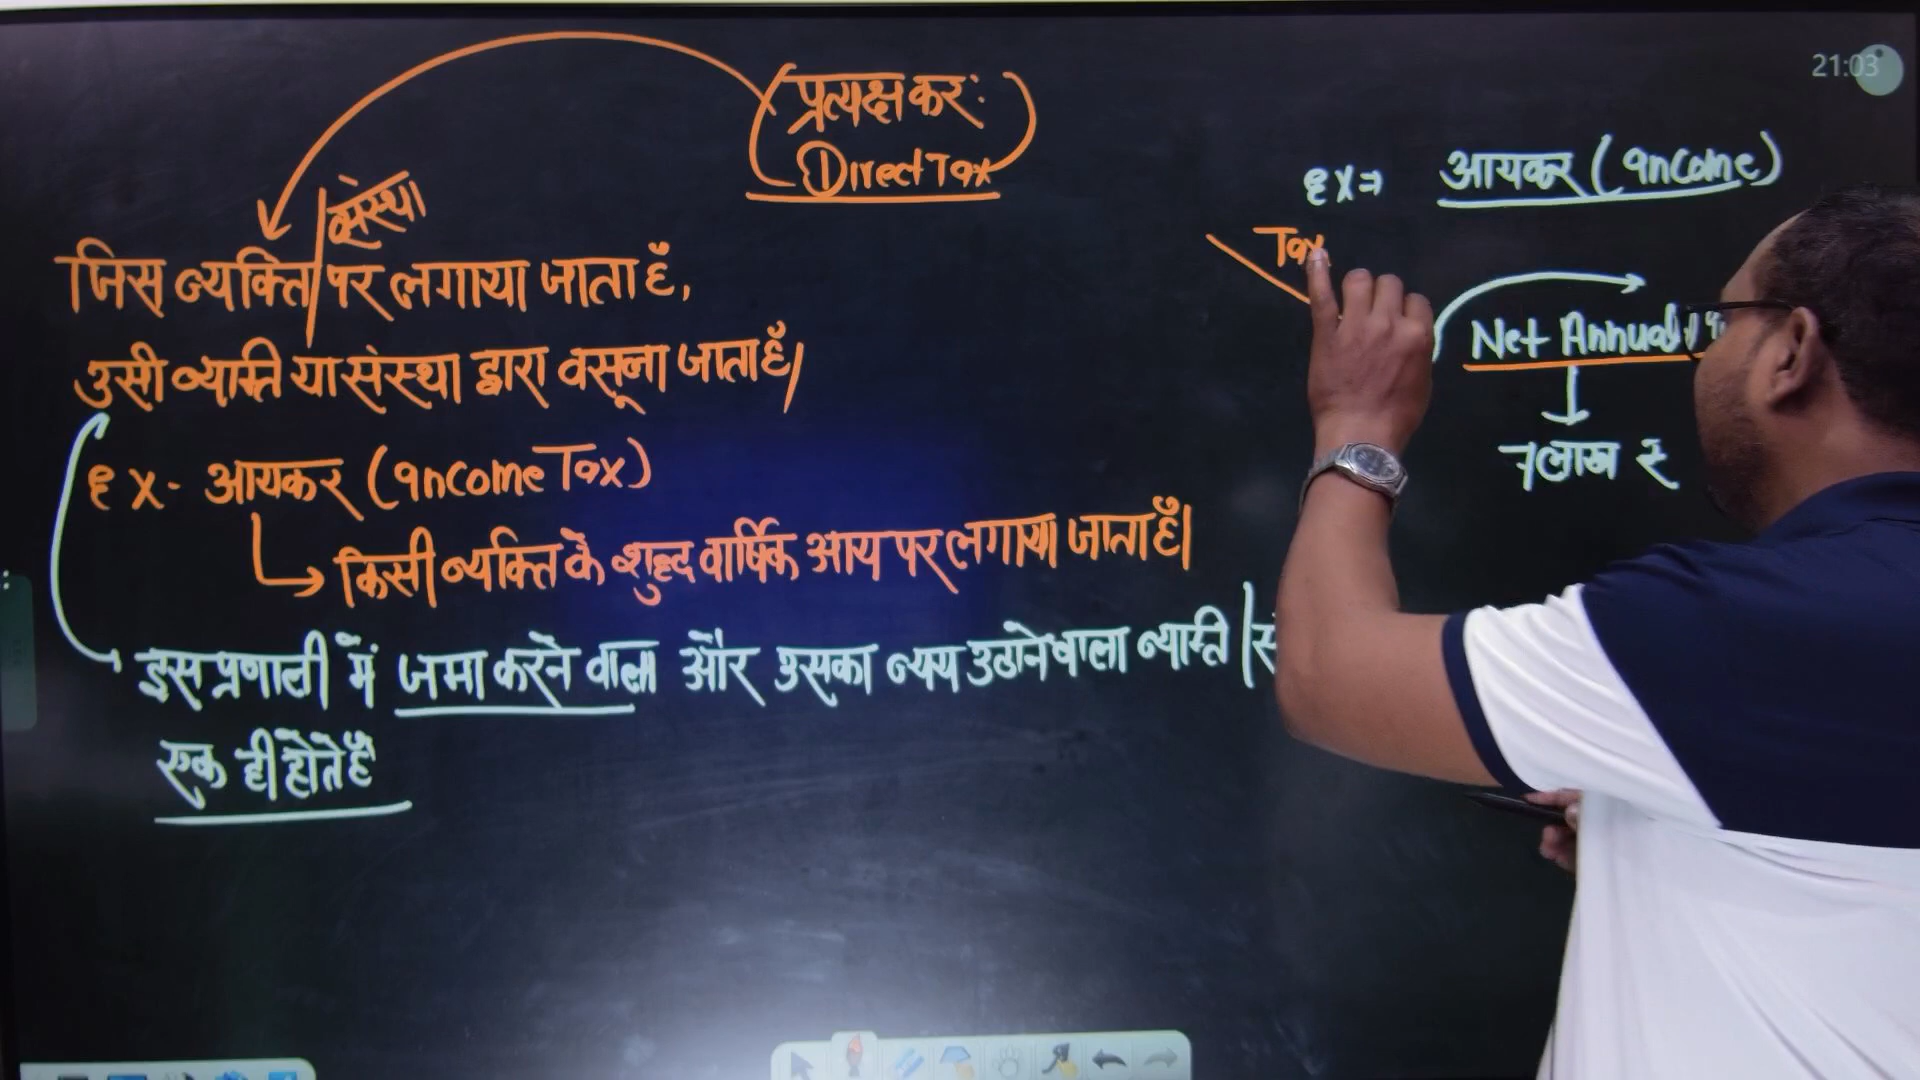 प्रत्यक्ष कर:
Direct Tax
संस्था
जिस व्यक्ति/पर लगाया जाता है,
उसी व्यक्ति या संस्था द्वारा वसूला जाता है|
Ex- आयकर (Income Tax)
किसी व्यक्ति के शुद्ध वार्षिक आय पर लगाया जाता है|
इस प्रणाली में जमा करने वाला और उसका व्यय उठाने वाला व्यक्ति/
एक ही होते हैं
21:03
Ex⇒ आयकर (Income)
Tax
Net Annual
7लाख ₹